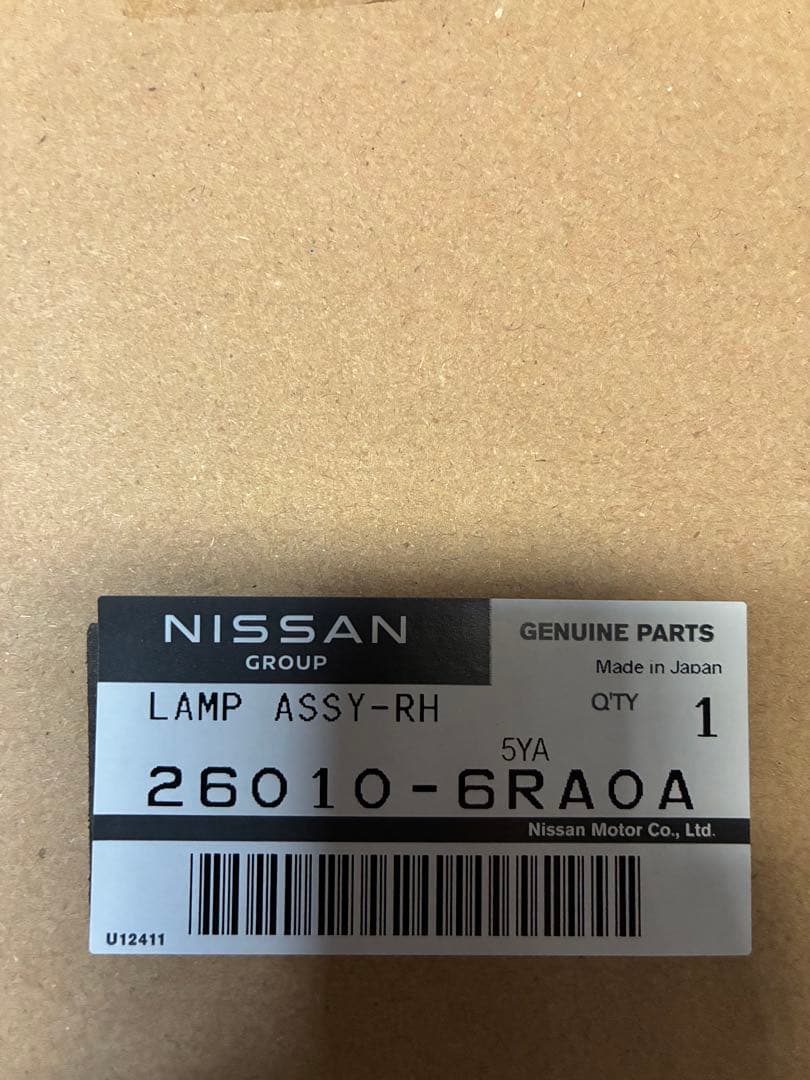 NISSAN
GROUP
GENUINE PARTS
Made in Japan
LAMP ASSY-RH
Q'TY 1
5YA
26010-6RA0A
Nissan Motor Co., Ltd.
U12411